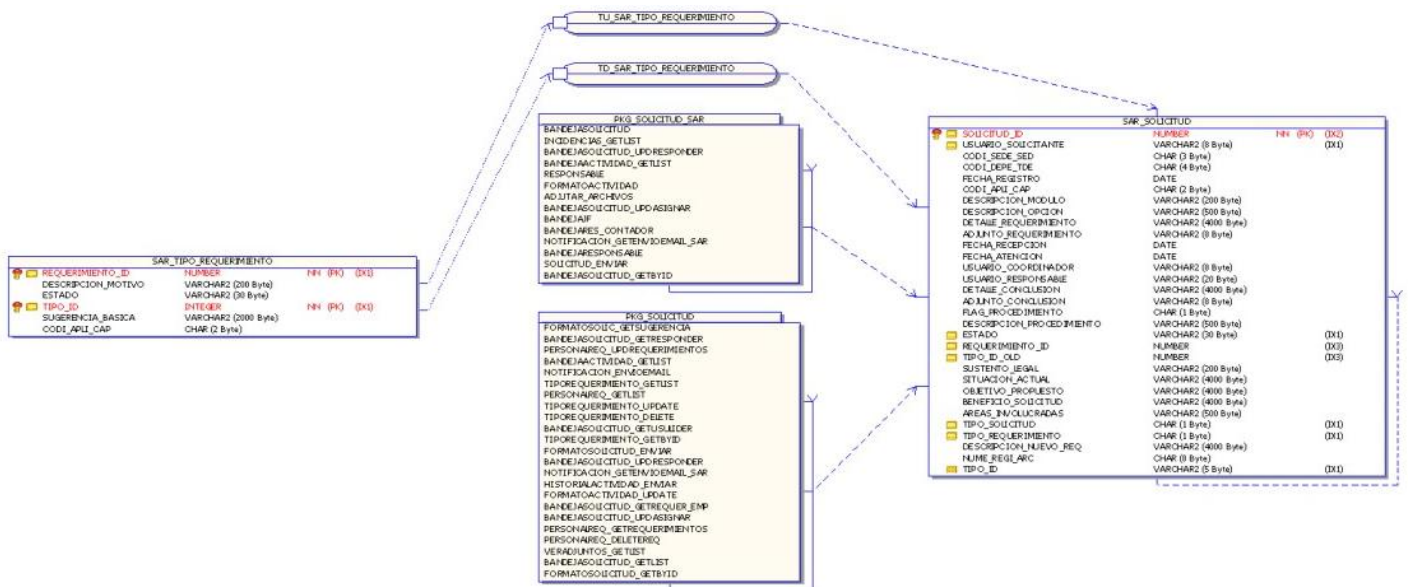 TU_SAR_TIPO_REQUERIMIENTO
TD_SAR_TIPO_REQUERIMIENTO
PKG_SOLICITUD_SAR
BANDEJASOLICITUD
INCIDENCIAS_GETLIST
BANDEJASOLICITUD_UPDRESPONDER
BANDEJAACTIVIDAD_GETLIST
RESPONSABLE
FORMATOACTIVIDAD
ADJUTAR_ARCHIVOS
BANDEJASOLICITUD_UPDASIGNAR
BANDEJAJF
BANDEJARES_CONTADOR
NOTIFICACION_GETENVIOEMAIL_SAR
BANDEJARESPONSABLE
SOLICITUD_ENVIAR
BANDEJASOLICITUD_GETBYID
SAR_TIPO_REQUERIMIENTO
REQUERIMIENTO_ID NUMBER NN (PK) (IX1)
DESCRIPCION_MOTIVO VARCHAR2 (200 Byte)
ESTADO VARCHAR2 (30 Byte)
TIPO_ID INTEGER NN (PK) (IX1)
SUGERENCIA_BASICA VARCHAR2 (2000 Byte)
CODI_APLI_CAP CHAR (2 Byte)
PKG_SOLICITUD
FORMATOSOLIC_GETSUGERENCIA
BANDEJASOLICITUD_GETRESPONDER
PERSONALREQ_UPDREQUERIMIENTOS
BANDEJAACTIVIDAD_GETLIST
NOTIFICACION_ENVIOEMAIL
TIPOREQUERIMIENTO_GETLIST
PERSONALREQ_GETLIST
TIPOREQUERIMIENTO_UPDATE
TIPOREQUERIMIENTO_DELETE
BANDEJASOLICITUD_GETUSULIDER
TIPOREQUERIMIENTO_GETBYID
FORMATOSOLICITUD_ENVIAR
BANDEJASOLICITUD_UPDRESPONDER
NOTIFICACION_GETENVIOEMAIL_SAR
HISTORIALACTIVIDAD_ENVIAR
FORMATOACTIVIDAD_UPDATE
BANDEJASOLICITUD_GETREQUER_EMP
BANDEJASOLICITUD_UPDASIGNAR
PERSONALREQ_GETREQUERIMIENTOS
PERSONALREQ_DELETEREQ
VERADJUNTOS_GETLIST
BANDEJASOLICITUD_GETLIST
FORMATOSOLICITUD_GETBYID
SAR_SOLICITUD
SOLICITUD_ID NUMBER NN (PK) (IX2)
USUARIO_SOLICITANTE VARCHAR2 (8 Byte) (IX1)
CODI_SEDE_SED CHAR (3 Byte)
CODI_DEPE_TDE CHAR (4 Byte)
FECHA_REGISTRO DATE
CODI_APLI_CAP CHAR (2 Byte)
DESCRIPCION_MODULO VARCHAR2 (200 Byte)
DESCRIPCION_OPCION VARCHAR2 (500 Byte)
DETALLE_REQUERIMIENTO VARCHAR2 (4000 Byte)
ADJUNTO_REQUERIMIENTO VARCHAR2 (8 Byte)
FECHA_RECEPCION DATE
FECHA_ATENCION DATE
USUARIO_COORDINADOR VARCHAR2 (8 Byte)
USUARIO_RESPONSABLE VARCHAR2 (20 Byte)
DETALLE_CONCLUSION VARCHAR2 (4000 Byte)
ADJUNTO_CONCLUSION VARCHAR2 (8 Byte)
FLAG_PROCEDIMIENTO CHAR (1 Byte)
DESCRIPCION_PROCEDIMIENTO VARCHAR2 (500 Byte)
ESTADO VARCHAR2 (30 Byte) (IX1)
REQUERIMIENTO_ID NUMBER (IX3)
TIPO_ID_OLD NUMBER (IX3)
SUSTENTO_LEGAL VARCHAR2 (200 Byte)
SITUACION_ACTUAL VARCHAR2 (4000 Byte)
OBJETIVO_PROPUESTO VARCHAR2 (4000 Byte)
BENEFICIO_SOLICITUD VARCHAR2 (4000 Byte)
AREAS_INVOLUCRADAS VARCHAR2 (500 Byte)
TIPO_SOLICITUD CHAR (1 Byte) (IX1)
TIPO_REQUERIMIENTO CHAR (1 Byte) (IX1)
DESCRIPCION_NUEVO_REQ VARCHAR2 (4000 Byte)
NUME_REGI_ARC CHAR (8 Byte)
TIPO_ID VARCHAR2 (5 Byte) (IX1)